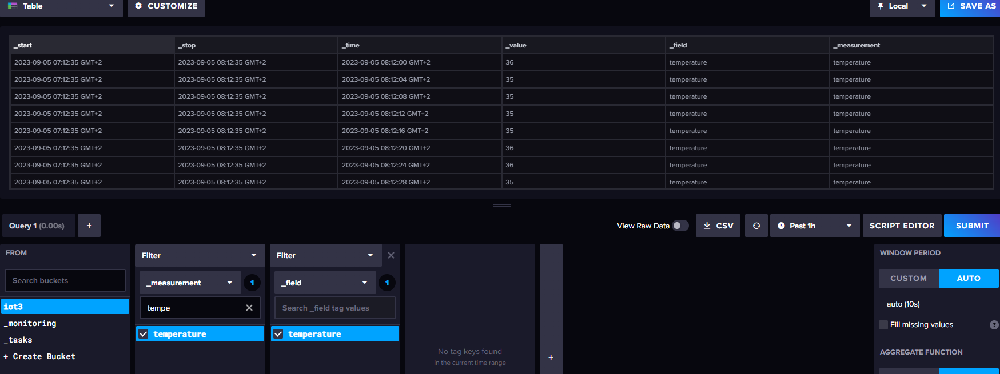 Table CUSTOMIZE Local SAVE AS
_start _stop _time _value _field _measurement
2023-09-05 07:12:35 GMT+2 2023-09-05 08:12:35 GMT+2 2023-09-05 08:12:00 GMT+2 36 temperature temperature
2023-09-05 07:12:35 GMT+2 2023-09-05 08:12:35 GMT+2 2023-09-05 08:12:04 GMT+2 35 temperature temperature
2023-09-05 07:12:35 GMT+2 2023-09-05 08:12:35 GMT+2 2023-09-05 08:12:08 GMT+2 35 temperature temperature
2023-09-05 07:12:35 GMT+2 2023-09-05 08:12:35 GMT+2 2023-09-05 08:12:12 GMT+2 35 temperature temperature
2023-09-05 07:12:35 GMT+2 2023-09-05 08:12:35 GMT+2 2023-09-05 08:12:16 GMT+2 35 temperature temperature
2023-09-05 07:12:35 GMT+2 2023-09-05 08:12:35 GMT+2 2023-09-05 08:12:20 GMT+2 36 temperature temperature
2023-09-05 07:12:35 GMT+2 2023-09-05 08:12:35 GMT+2 2023-09-05 08:12:24 GMT+2 36 temperature temperature
2023-09-05 07:12:35 GMT+2 2023-09-05 08:12:35 GMT+2 2023-09-05 08:12:28 GMT+2 35 temperature temperature
Query 1 (0.00s) + View Raw Data CSV Past 1h SCRIPT EDITOR SUBMIT
FROM
Search buckets
iot3
_monitoring
_tasks
+ Create Bucket
Filter
_measurement 1
tempe
temperature
Filter
_field 1
Search _field tag values
temperature
No tag keys found
in the current time range
+
WINDOW PERIOD
CUSTOM AUTO
auto (10s)
Fill missing values ?
AGGREGATE FUNCTION